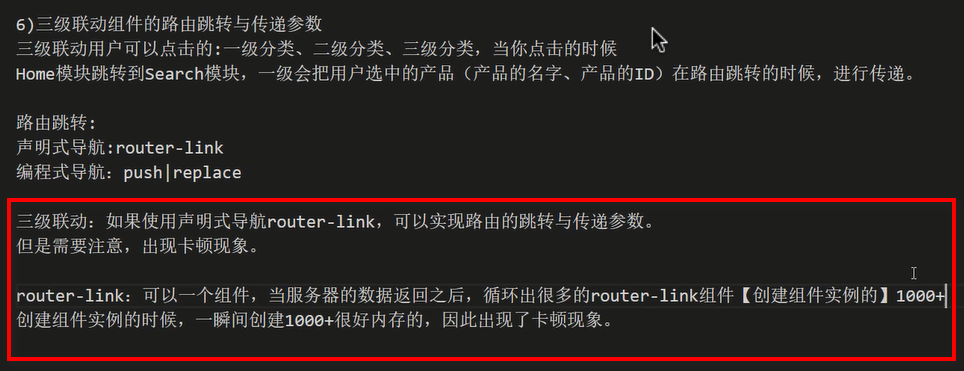 6)三级联动组件的路由跳转与传递参数
三级联动用户可以点击的:一级分类、二级分类、三级分类，当你点击的时候
Home模块跳转到Search模块，一级会把用户选中的产品（产品的名字、产品的ID）在路由跳转的时候，进行传递。
路由跳转:
声明式导航:router-link
编程式导航: push|replace
三级联动: 如果使用声明式导航router-link，可以实现路由的跳转与传递参数。
但是需要注意，出现卡顿现象。
router-link: 可以一个组件，当服务器的数据返回之后，循环出很多的router-link组件【创建组件实例的】1000+
创建组件实例的时候，一瞬间创建1000+很好内存的，因此出现了卡顿现象。